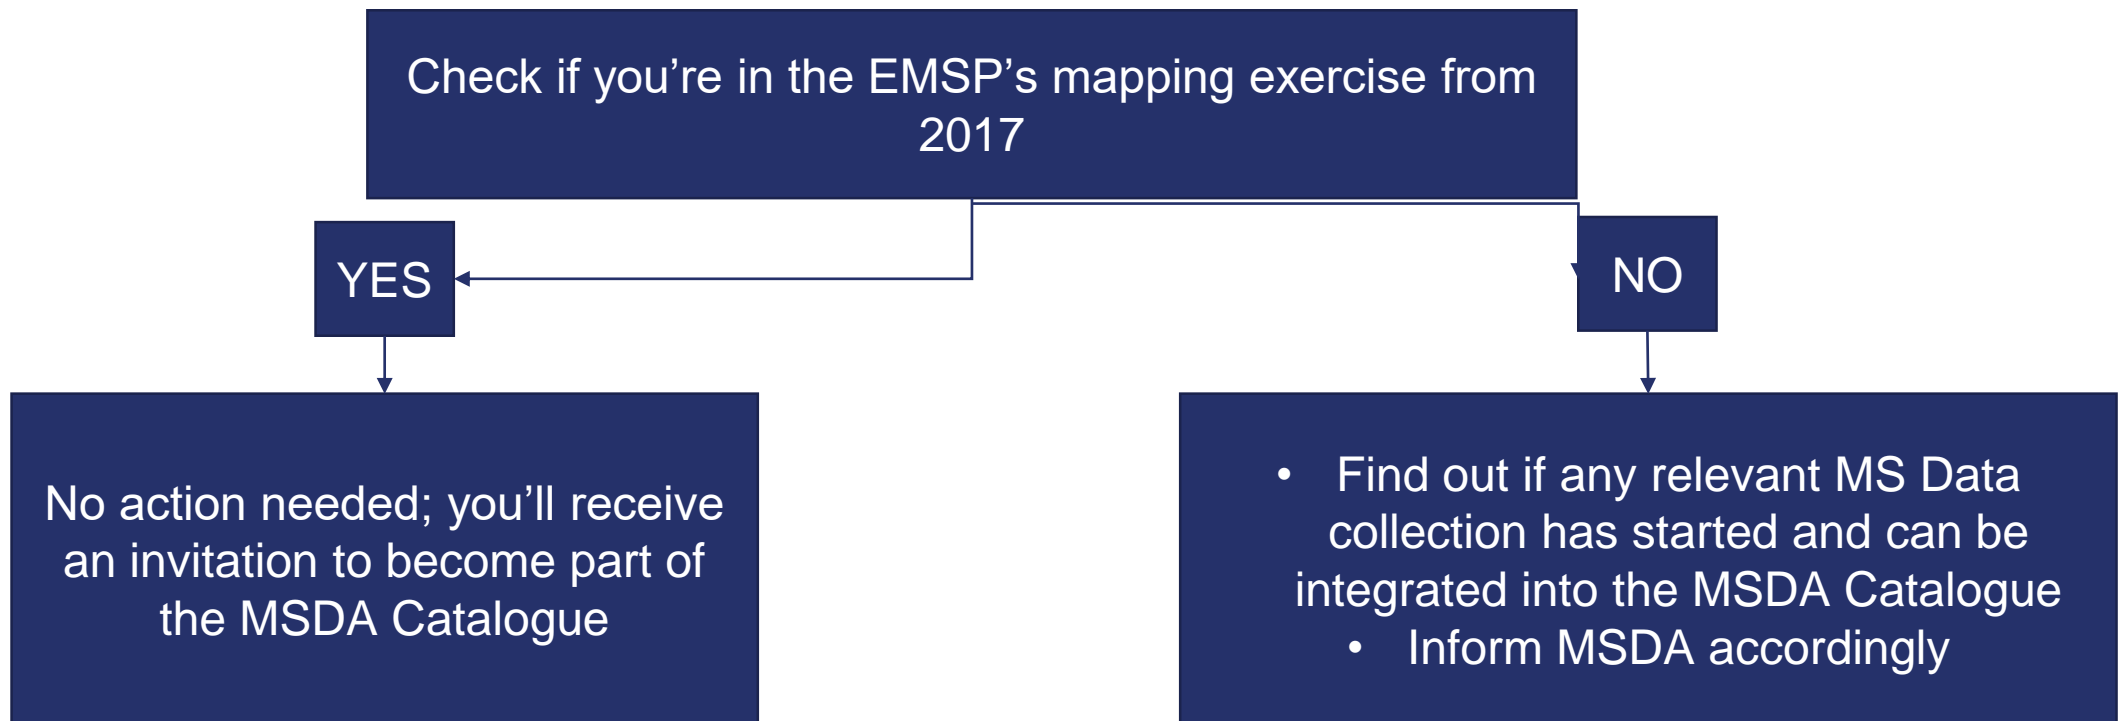 Check if you’re in the EMSP’s mapping exercise from
2017
YES
NO
No action needed; you’ll receive
an invitation to become part of
the MSDA Catalogue
• Find out if any relevant MS Data
collection has started and can be
integrated into the MSDA Catalogue
• Inform MSDA accordingly